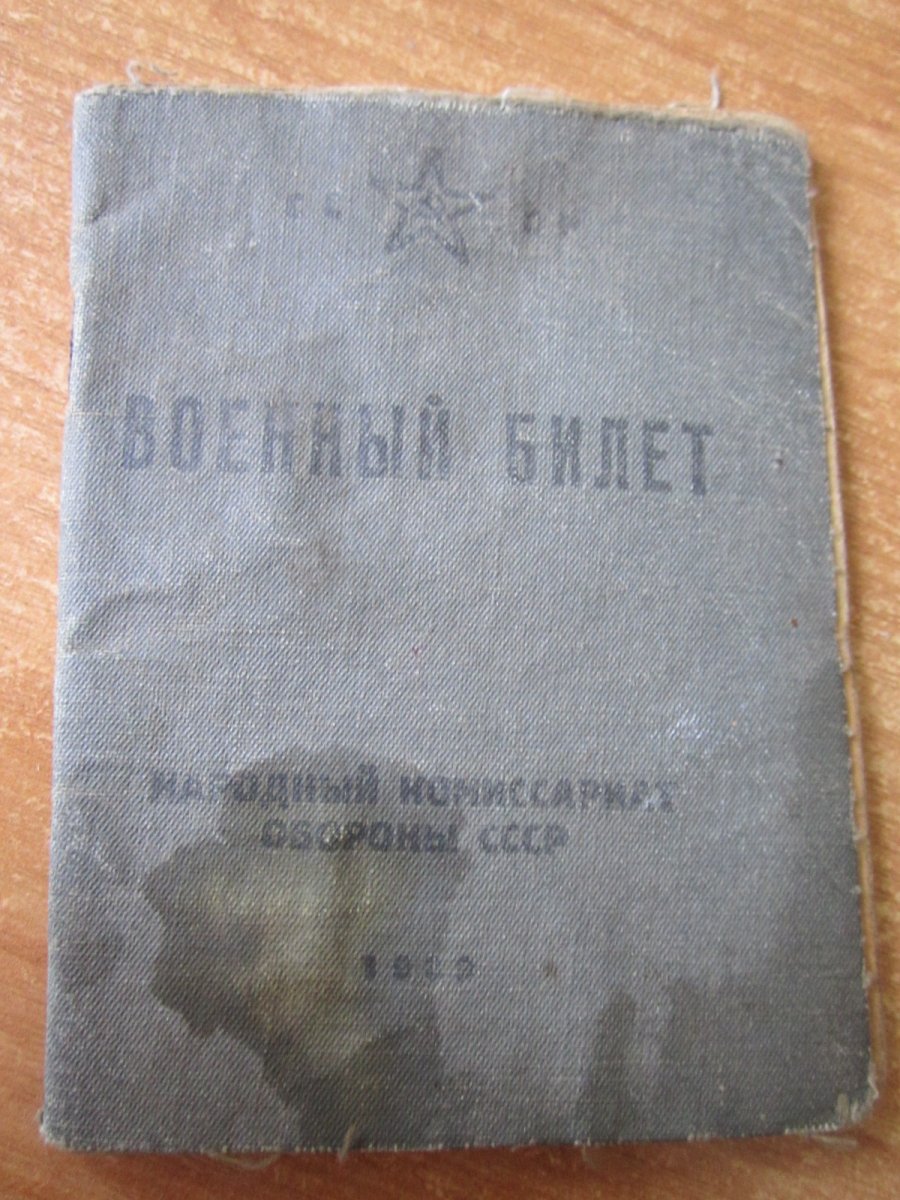 ВОЕННЫЙ БИЛЕТ
НАРОДНЫЙ КОМИССАРИАТ
ОБОРОНЫ СССР